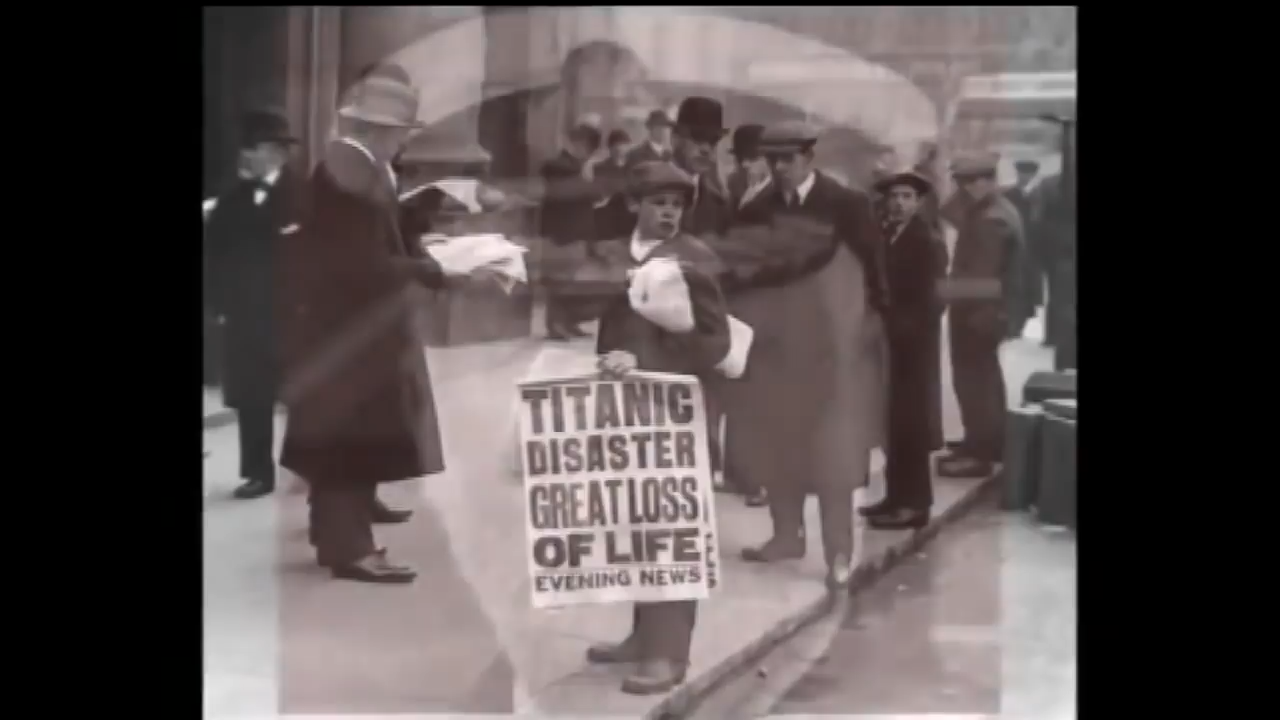 TITANIC
DISASTER
GREAT LOSS
OF LIFE
EVENING NEWS